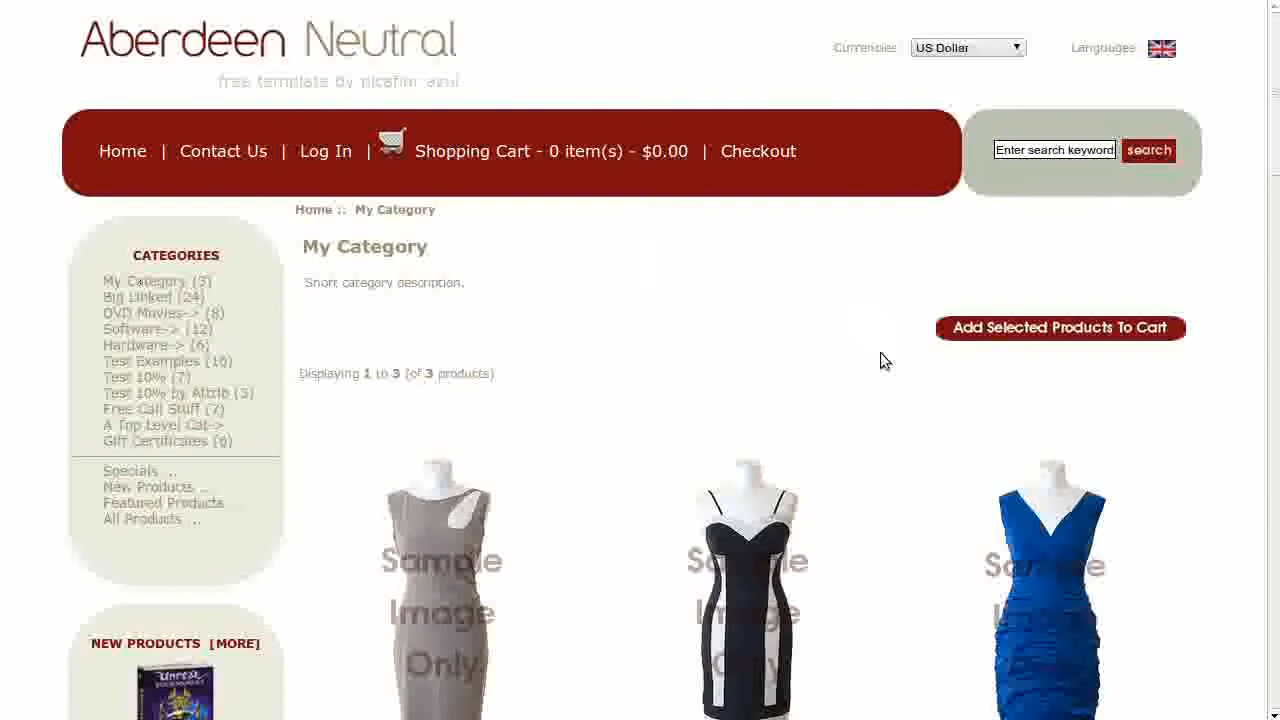 Aberdeen Neutral
free template by picaflor azul
Currencies: US Dollar
Languages
Home | Contact Us | Log In | Shopping Cart - 0 item(s) - $0.00 | Checkout
Enter search keyword search
Home :: My Category
CATEGORIES
My Category (3)
Big Linked (24)
DVD Movies-> (8)
Software-> (12)
Hardware-> (6)
Test Examples (16)
Test 10% (7)
Test 10% by Attrib (3)
Free Call Stuff (7)
A Top Level Cat->
Gift Certificates (6)
Specials ...
New Products ...
Featured Products ...
All Products ...
NEW PRODUCTS [MORE]
Unreal
TOURNAMENT
My Category
Short category description.
Add Selected Products To Cart
Displaying 1 to 3 (of 3 products)
Sample
Image
Only
Sample
Image
Only
Sample
Image